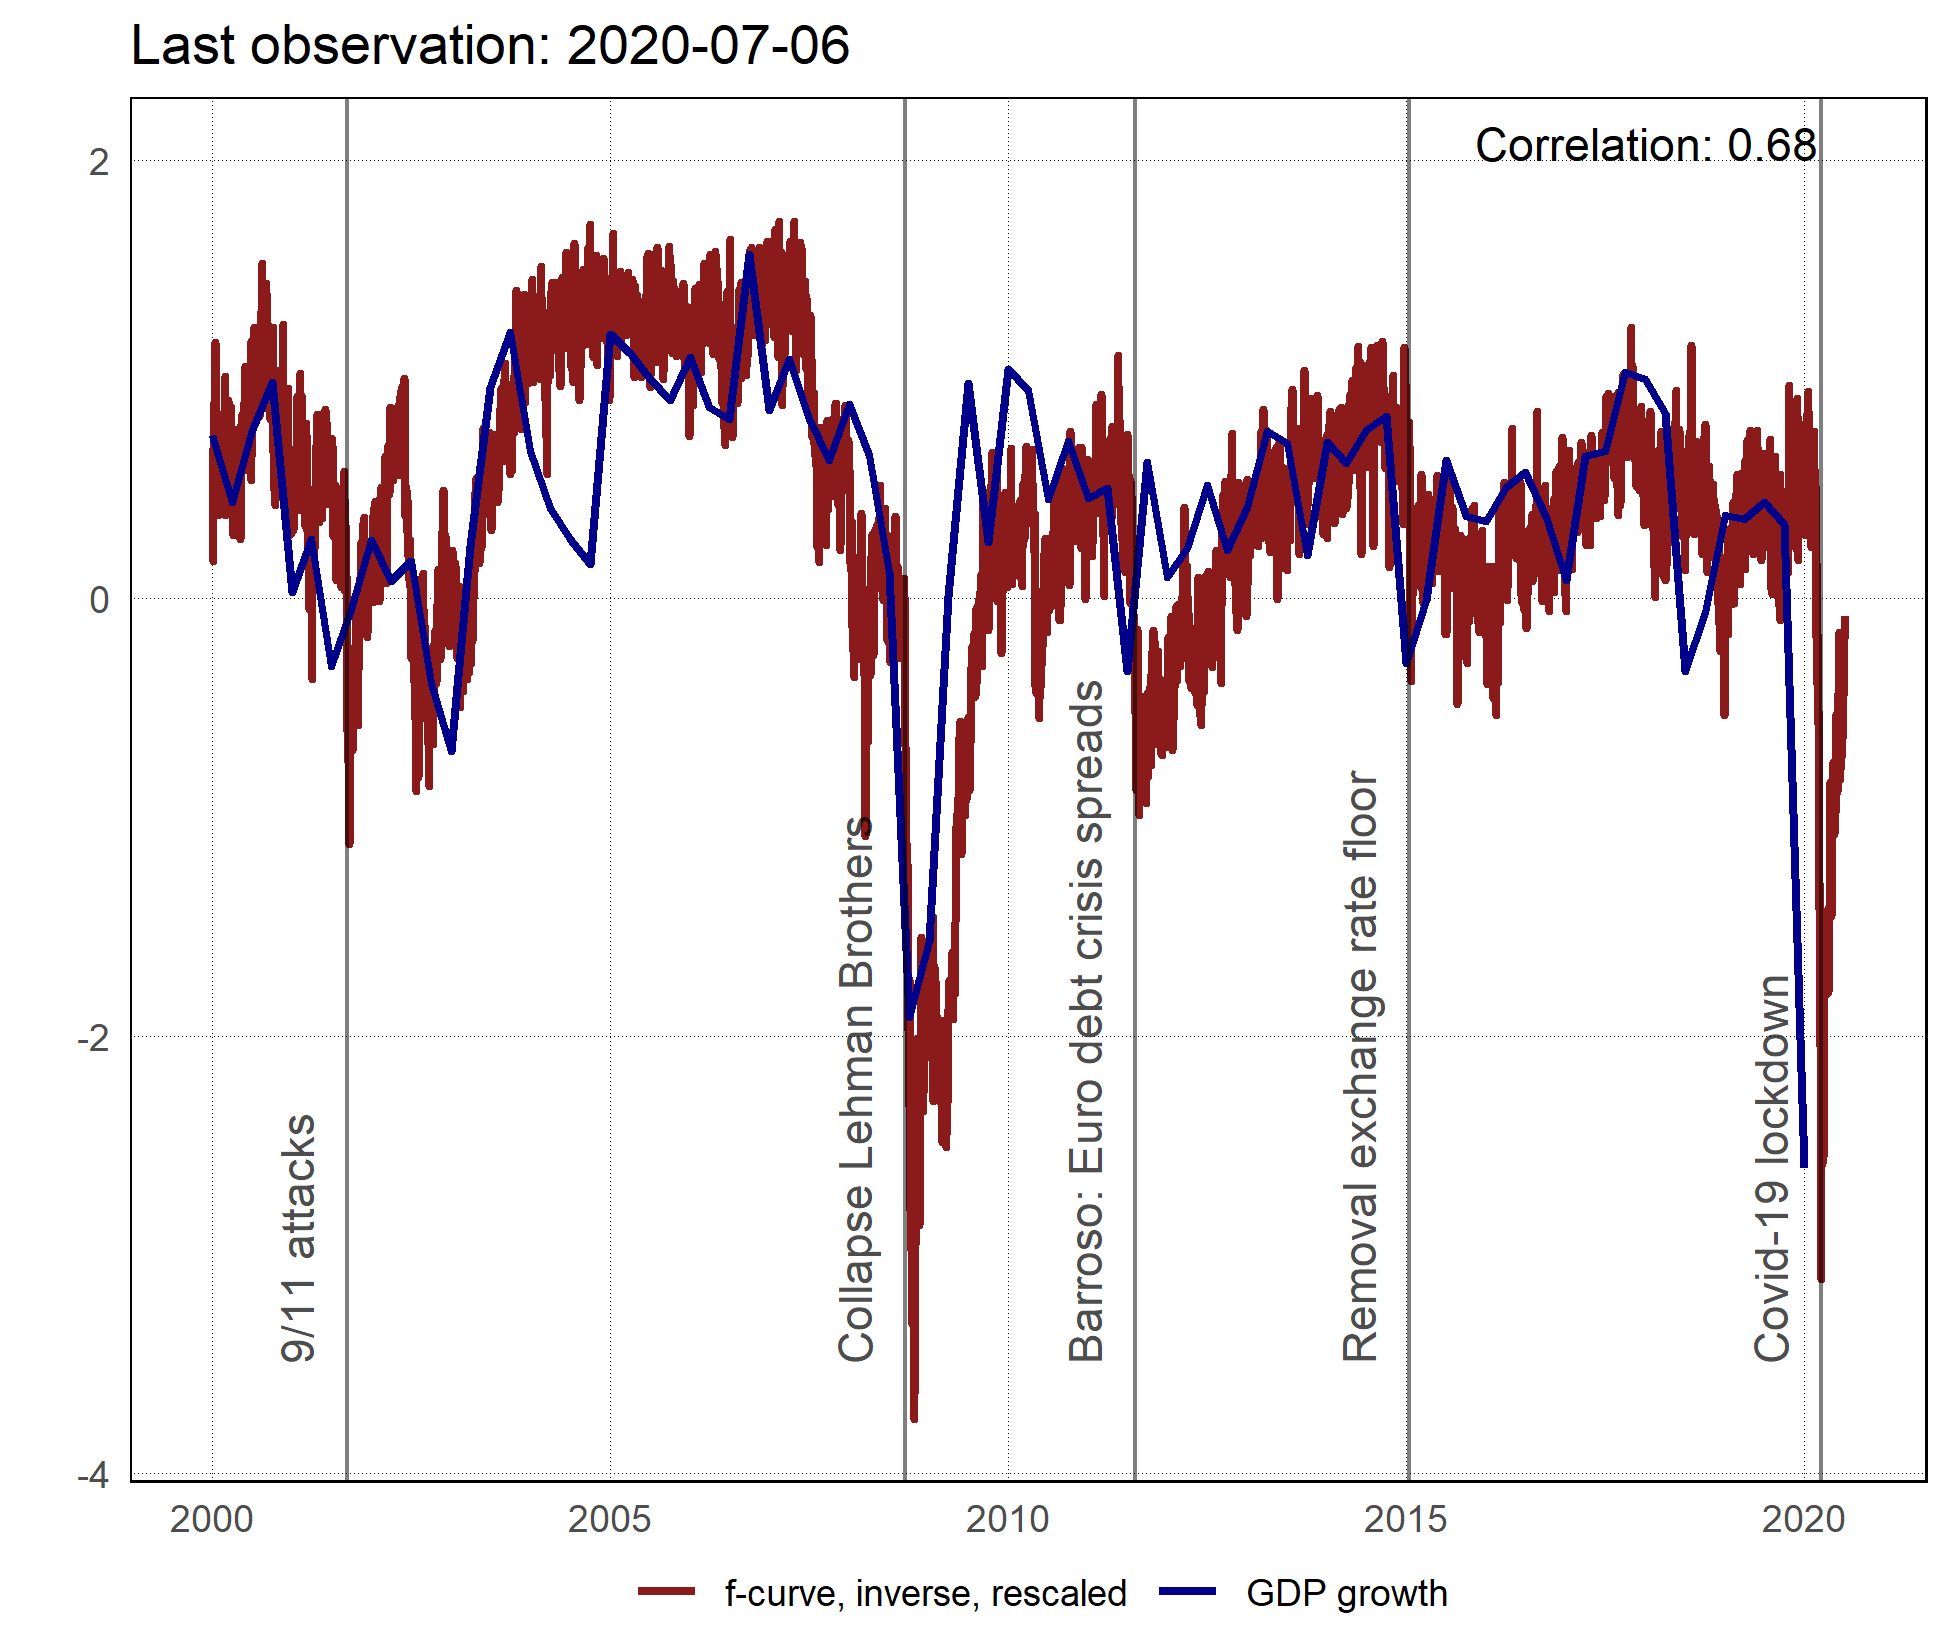 Last observation: 2020-07-06
Correlation: 0.68
2
0
-2
-4
9/11 attacks
Collapse Lehman Brothers
Barroso: Euro debt crisis spreads
Removal exchange rate floor
Covid-19 lockdown
2000
2005
2010
2015
2020
f-curve, inverse, rescaled
GDP growth